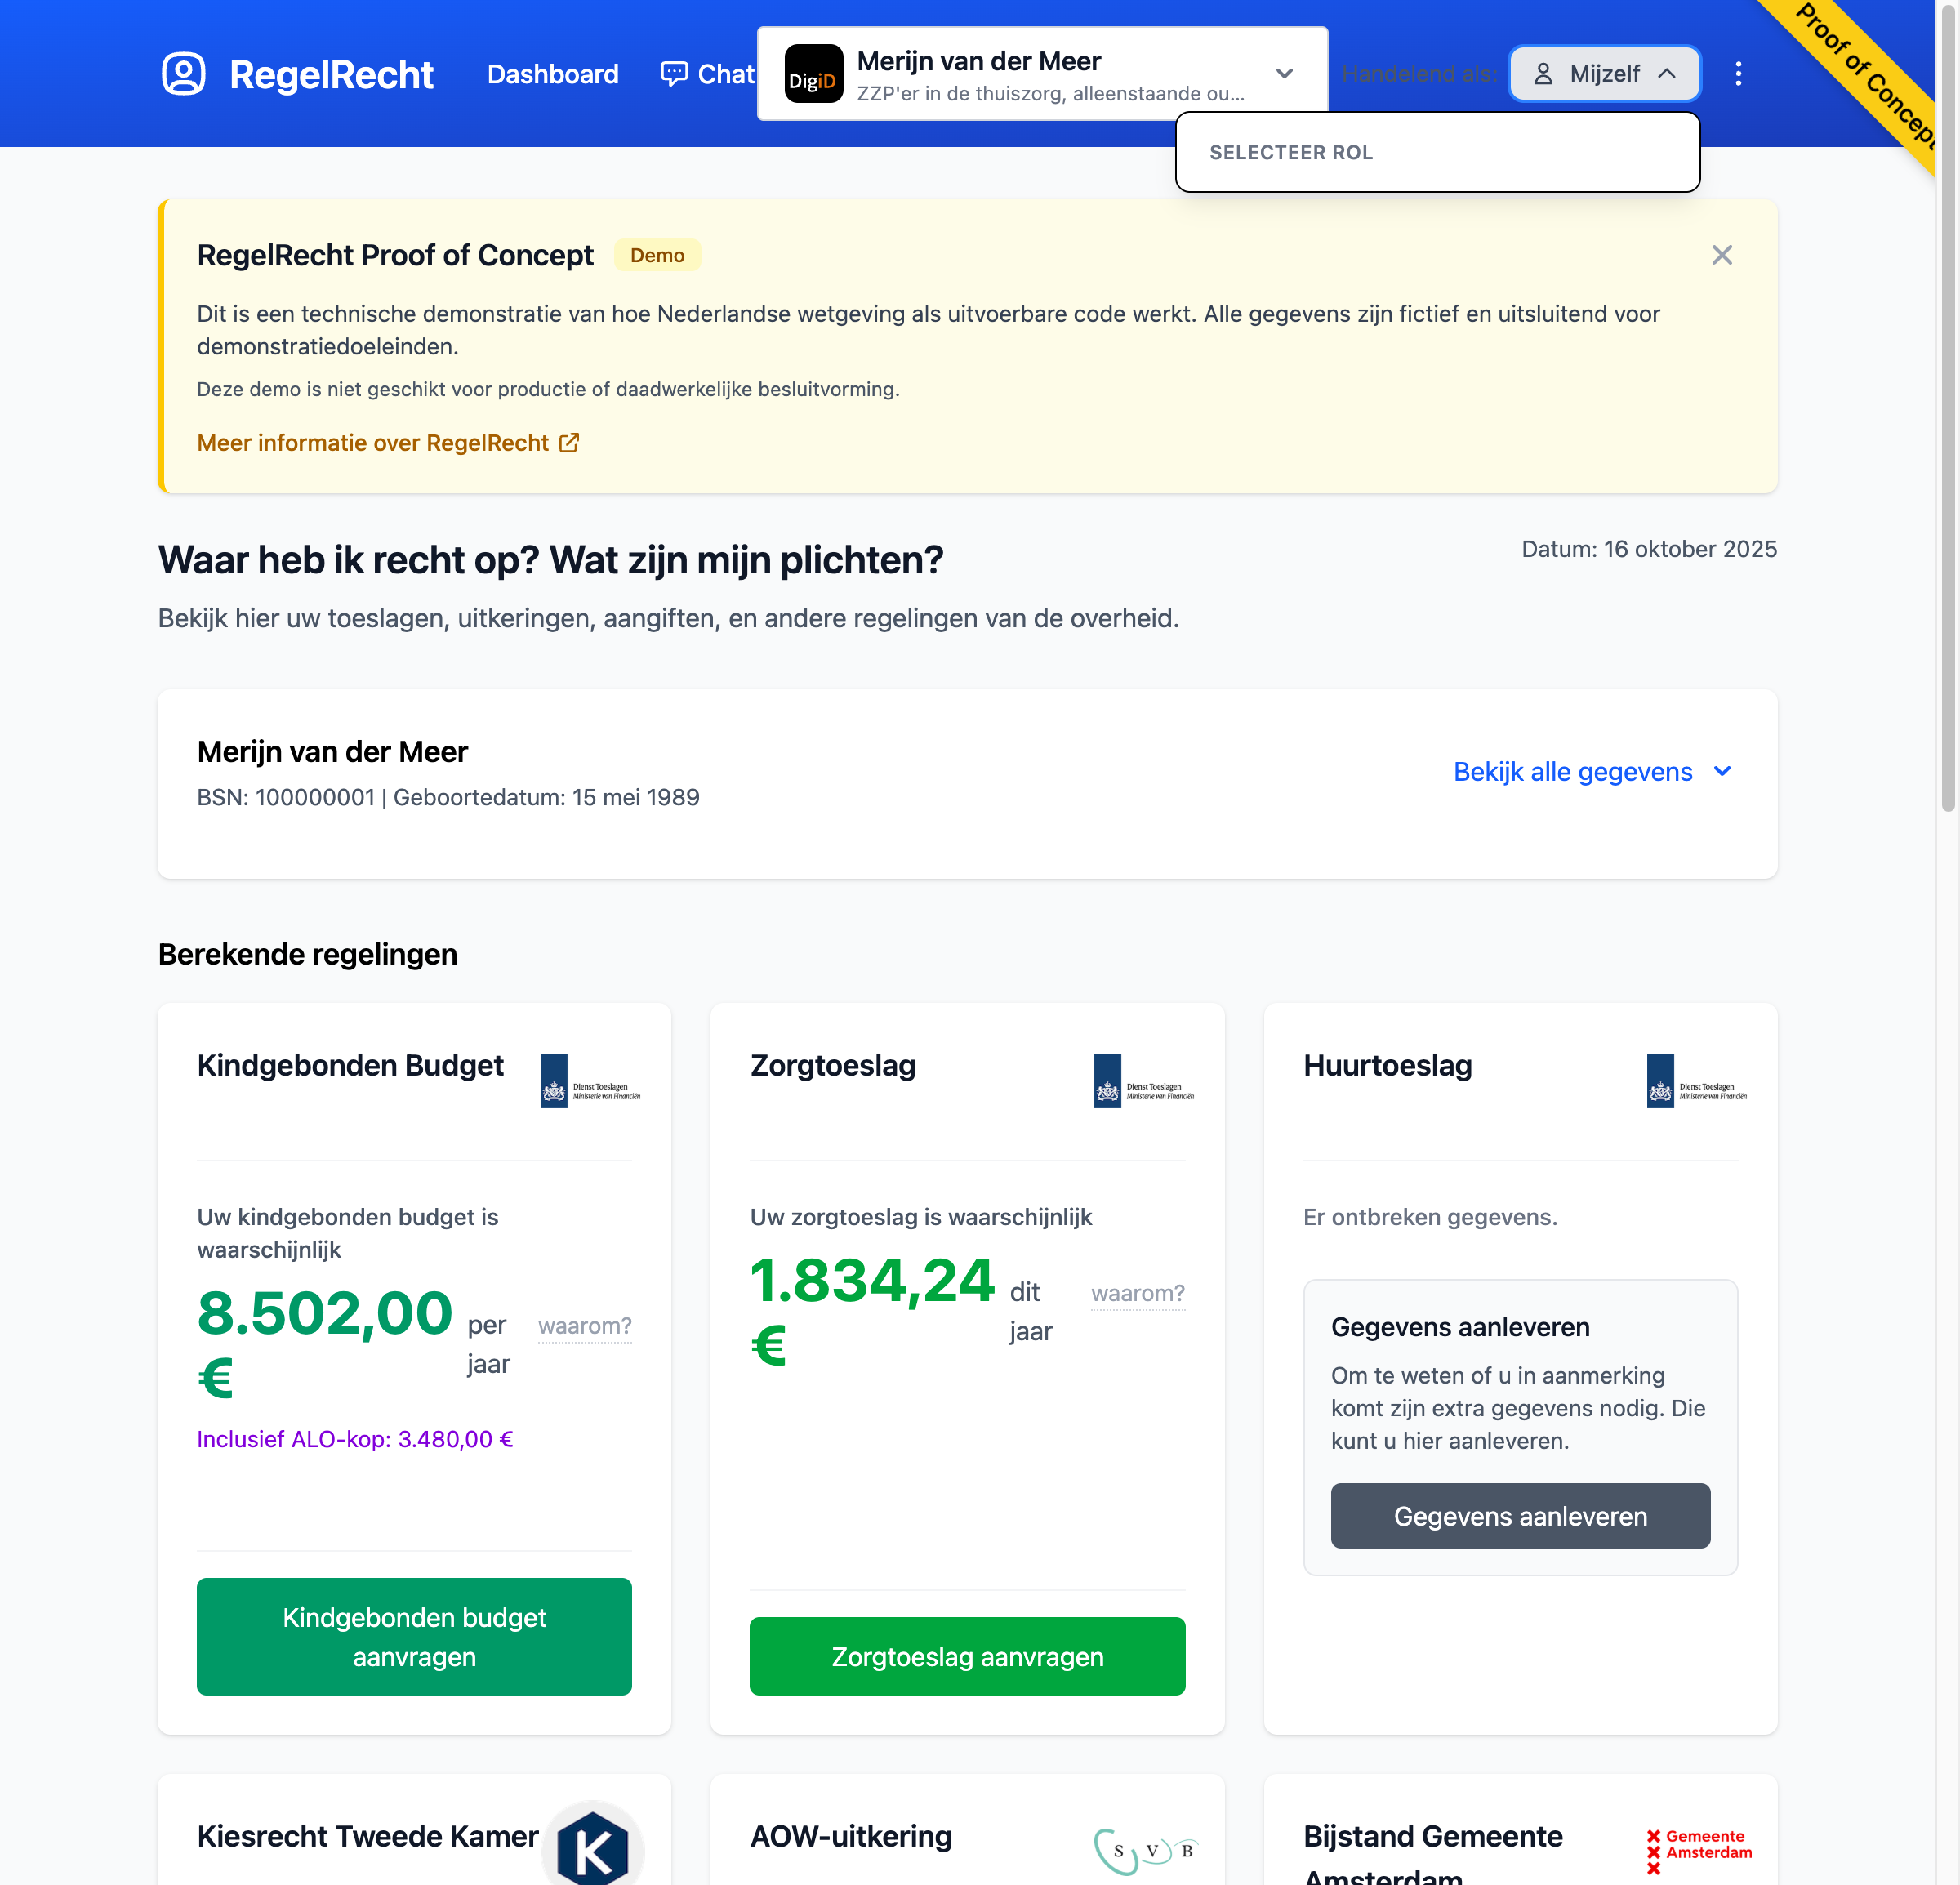 RegelRecht
Dashboard
Chat
DigiD
Merijn van der Meer
ZZP'er in de thuiszorg, alleenstaande ou...
Handelend als:
Mijzelf
Proof of Concept
SELECTEER ROL
RegelRecht Proof of Concept
Demo
Dit is een technische demonstratie van hoe Nederlandse wetgeving als uitvoerbare code werkt. Alle gegevens zijn fictief en uitsluitend voor
demonstratiedoeleinden.
Deze demo is niet geschikt voor productie of daadwerkelijke besluitvorming.
Meer informatie over RegelRecht
Waar heb ik recht op? Wat zijn mijn plichten?
Datum: 16 oktober 2025
Bekijk hier uw toeslagen, uitkeringen, aangiften, en andere regelingen van de overheid.
Merijn van der Meer
BSN: 100000001 | Geboortedatum: 15 mei 1989
Bekijk alle gegevens
Berekende regelingen
Kindgebonden Budget
Dienst Toeslagen
Ministerie van Financiën
Uw kindgebonden budget is
waarschijnlijk
8.502,00
€
per
jaar
waarom?
Inclusief ALO-kop: 3.480,00 €
Kindgebonden budget
aanvragen
Zorgtoeslag
Dienst Toeslagen
Ministerie van Financiën
Uw zorgtoeslag is waarschijnlijk
1.834,24
€
dit
jaar
waarom?
Zorgtoeslag aanvragen
Huurtoeslag
Dienst Toeslagen
Ministerie van Financiën
Er ontbreken gegevens.
Gegevens aanleveren
Om te weten of u in aanmerking
komt zijn extra gegevens nodig. Die
kunt u hier aanleveren.
Gegevens aanleveren
Kiesrecht Tweede Kamer
K
AOW-uitkering
S V B
Bijstand Gemeente
Amsterdam
Gemeente
Amsterdam